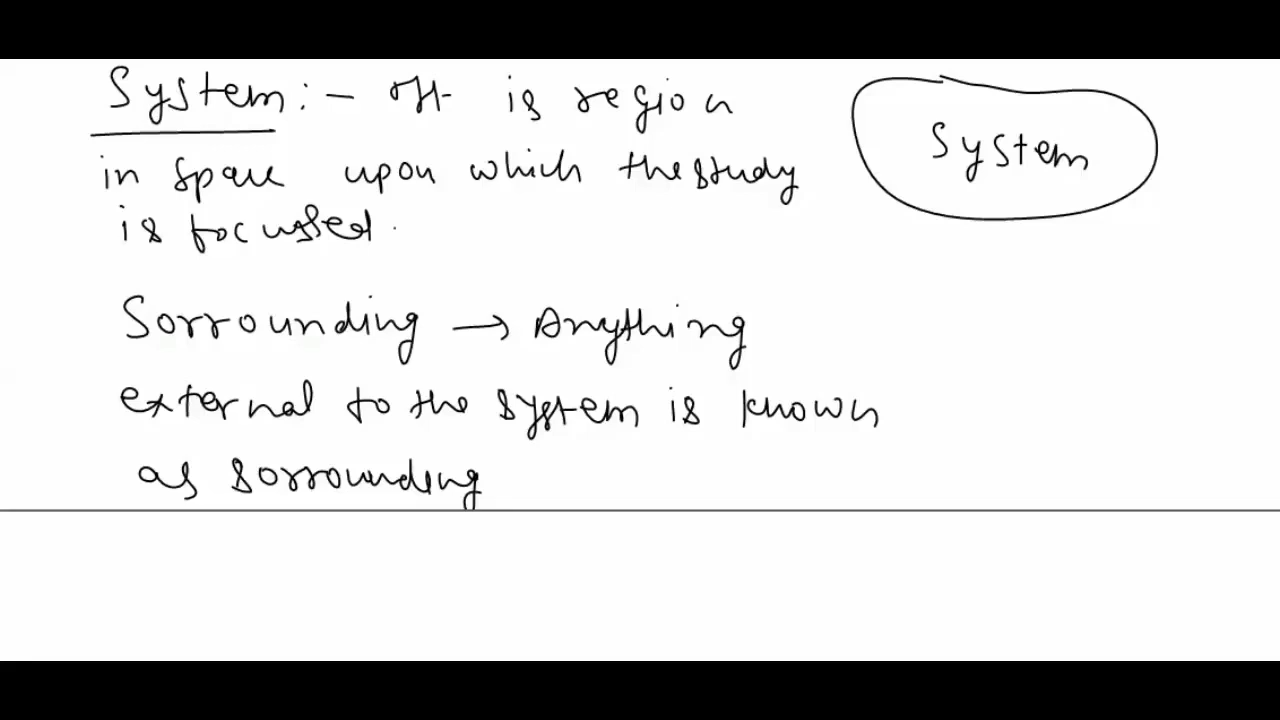 System:- It is region
in space upon which the study
is focussed.
System
Sorrounding → Anything
external to the system is known
as sorrounding